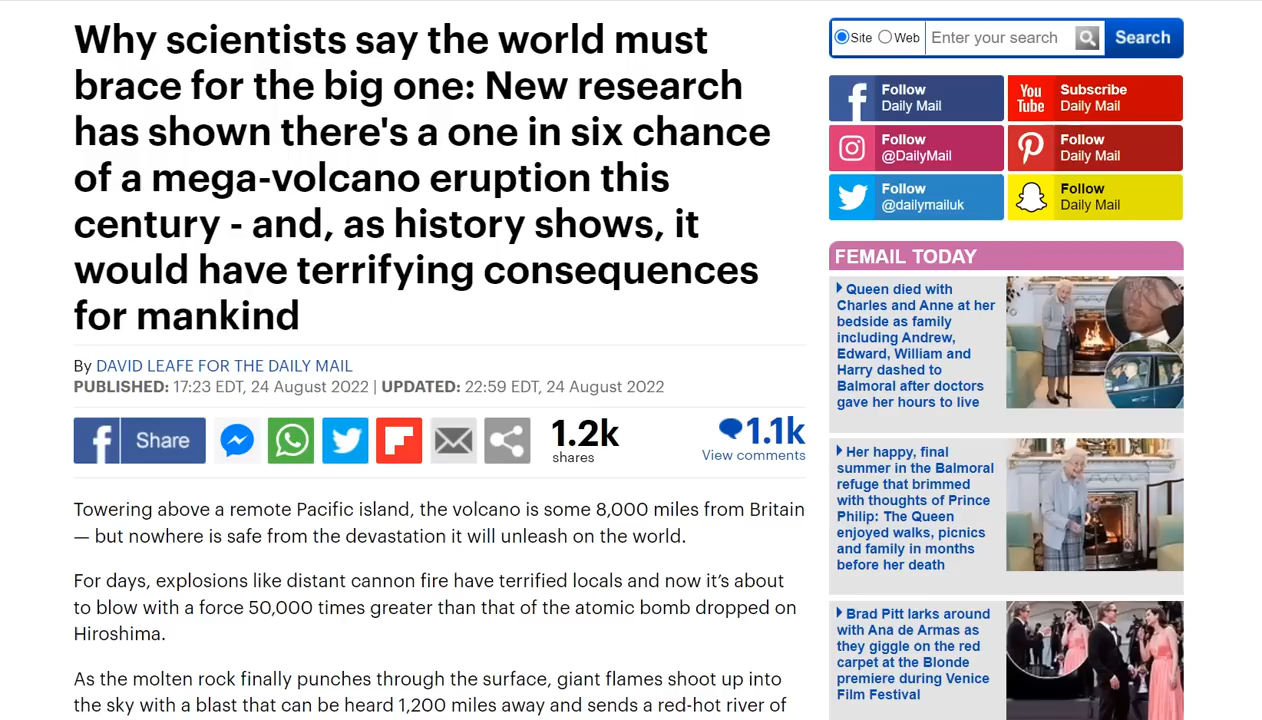 Why scientists say the world must
brace for the big one: New research
has shown there's a one in six chance
of a mega-volcano eruption this
century - and, as history shows, it
would have terrifying consequences
for mankind
By DAVID LEAFE FOR THE DAILY MAIL
PUBLISHED: 17:23 EDT, 24 August 2022 | UPDATED: 22:59 EDT, 24 August 2022
Share
1.2k
shares
1.1k
View comments
Towering above a remote Pacific island, the volcano is some 8,000 miles from Britain
— but nowhere is safe from the devastation it will unleash on the world.
For days, explosions like distant cannon fire have terrified locals and now it's about
to blow with a force 50,000 times greater than that of the atomic bomb dropped on
Hiroshima.
As the molten rock finally punches through the surface, giant flames shoot up into
the sky with a blast that can be heard 1,200 miles away and sends a red-hot river of
Site Web Enter your search Search
Follow
Daily Mail
You
Tube
Subscribe
Daily Mail
Follow
@DailyMail
Follow
Daily Mail
Follow
@dailymailuk
Follow
Daily Mail
FEMAIL TODAY
Queen died with
Charles and Anne at her
bedside as family
including Andrew,
Edward, William and
Harry dashed to
Balmoral after doctors
gave her hours to live
Her happy, final
summer in the Balmoral
refuge that brimmed
with thoughts of Prince
Philip: The Queen
enjoyed walks, picnics
and family in months
before her death
Brad Pitt larks around
with Ana de Armas as
they giggle on the red
carpet at the Blonde
premiere during Venice
Film Festival